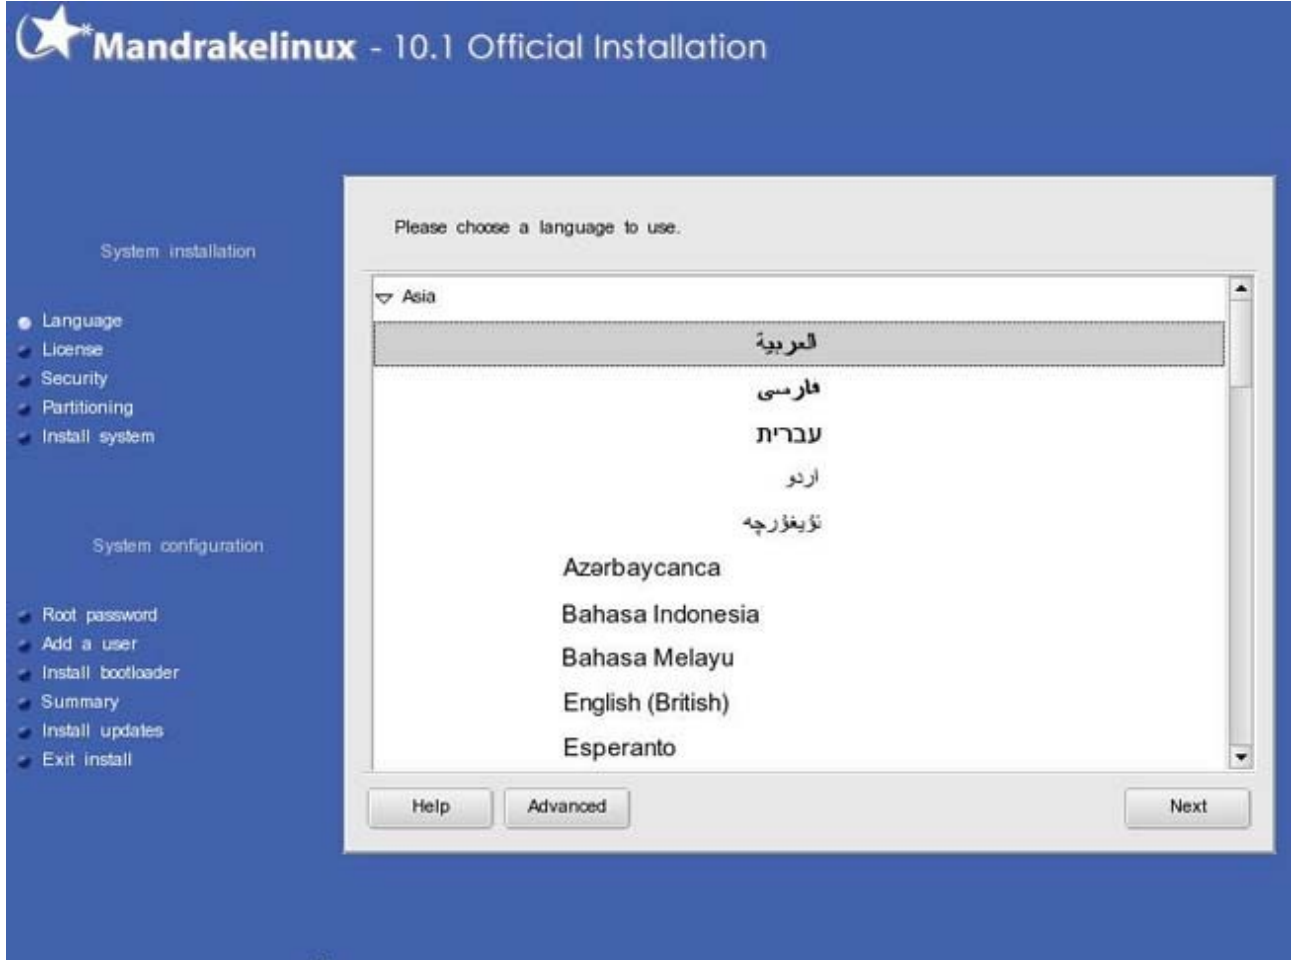 Mandrakelinux - 10.1 Official Installation
System installation
Language
License
Security
Partitioning
Install system
System configuration
Root password
Add a user
Install bootloader
Summary
Install updates
Exit install
Please choose a language to use.
Asia
العربية
فارسی
עברית
اردو
ئۇيغۇرچە
Azərbaycanca
Bahasa Indonesia
Bahasa Melayu
English (British)
Esperanto
Help
Advanced
Next